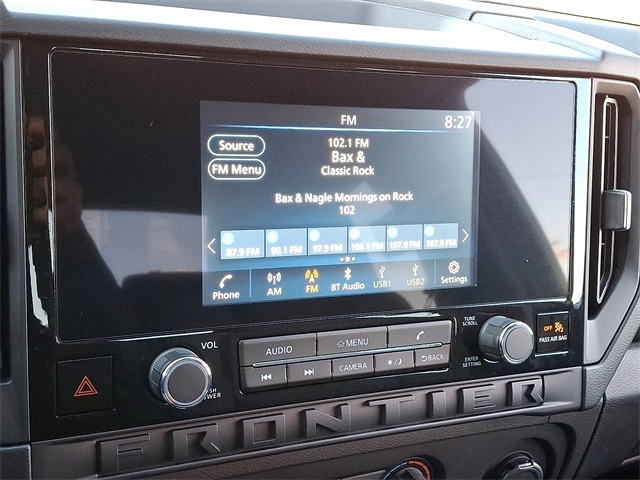 FM
8:27
Source
102.1 FM
Bax &
FM Menu
Classic Rock
Bax & Nagle Mornings on Rock
102
87.9 FM 90.1 FM 97.9 FM 106.1 FM 107.9 FM 107.9 FM
Phone AM FM BT Audio USB1 USB2 Settings
VOL
PUSH POWER
AUDIO MENU
CAMERA BACK
TUNE
SCROLL
ENTER
SETTING
OFF
PASS AIR BAG
FRONTIER